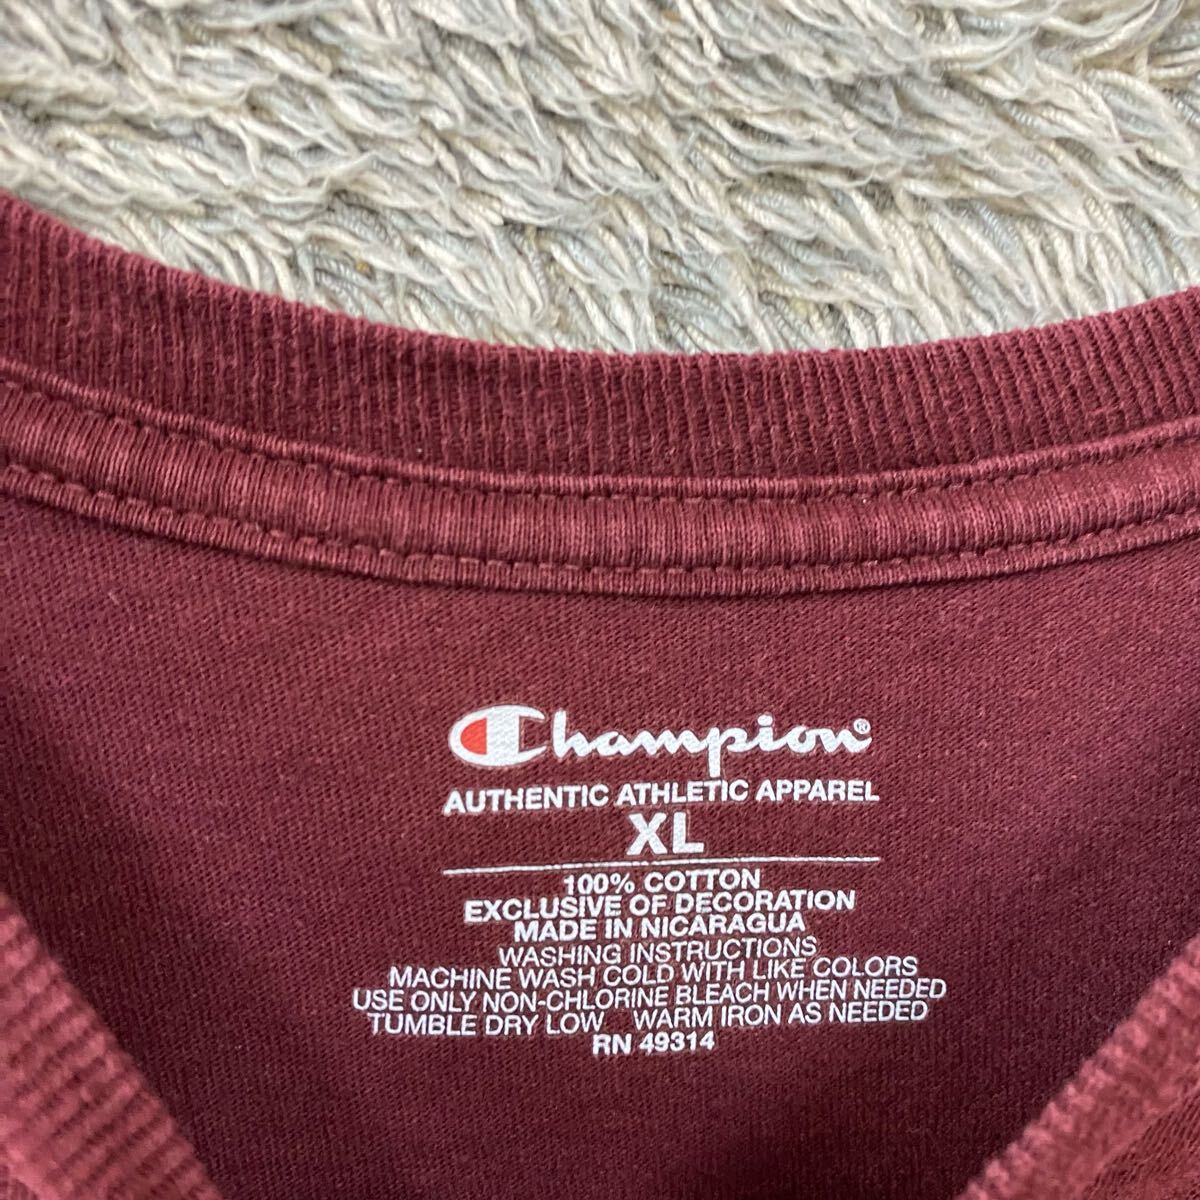 Champion®
AUTHENTIC ATHLETIC APPAREL
XL
100% COTTON
EXCLUSIVE OF DECORATION
MADE IN NICARAGUA
WASHING INSTRUCTIONS
MACHINE WASH COLD WITH LIKE COLORS
USE ONLY NON-CHLORINE BLEACH WHEN NEEDED
TUMBLE DRY LOW WARM IRON AS NEEDED
RN 49314